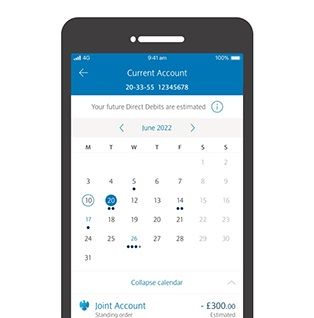 4G 9:41 am 100%
Current Account
20-33-55 12345678
Your future Direct Debits are estimated i
June 2022
M T W T F S S
1 2
3 4 5 6 7 8 9
10 20 12 13 14 15 16
17 18 19 20 21 22 23
24 25 26 27 28 29 30
31
Collapse calendar
Joint Account - £300.00
Standing order Estimated